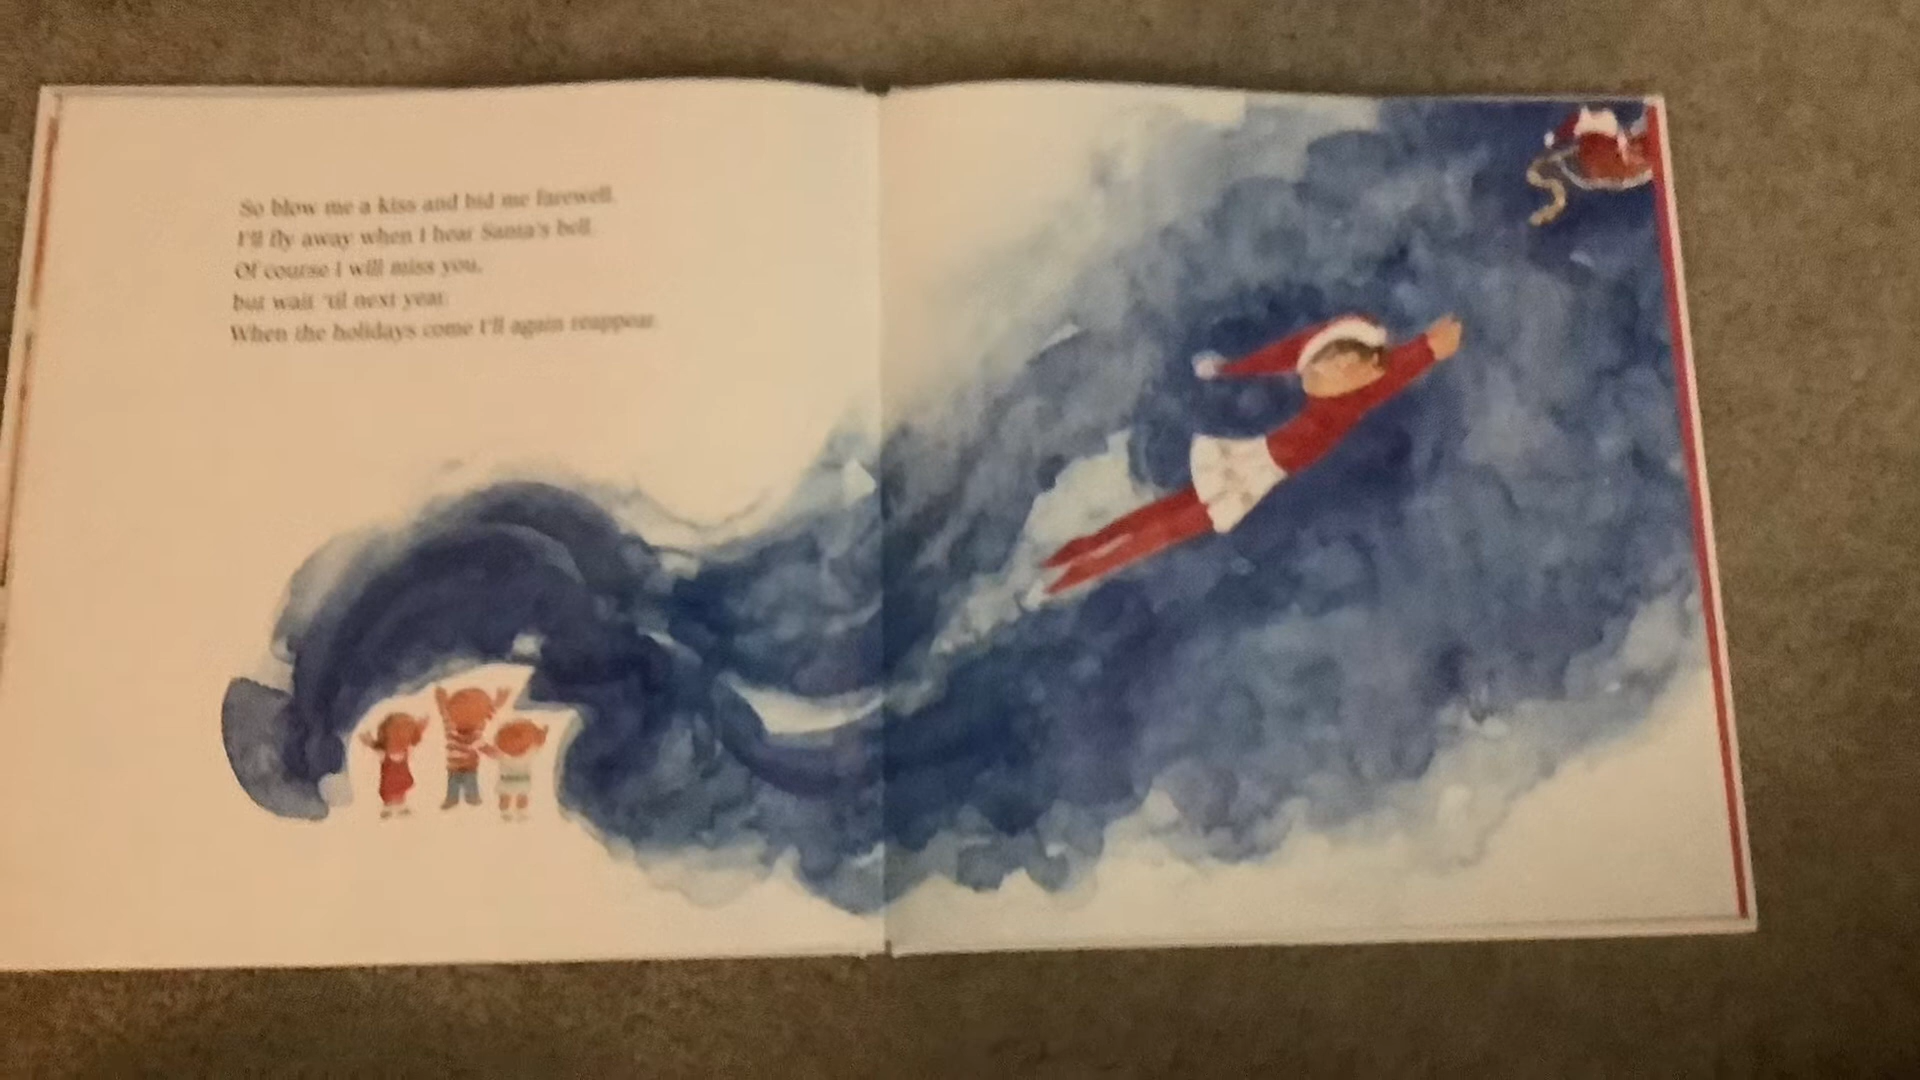 So blow me a kiss and bid me farewell.
I'll fly away when I hear Santa's bell.
Of course I will miss you,
but wait 'til next year.
When the holidays come I'll again reappear.